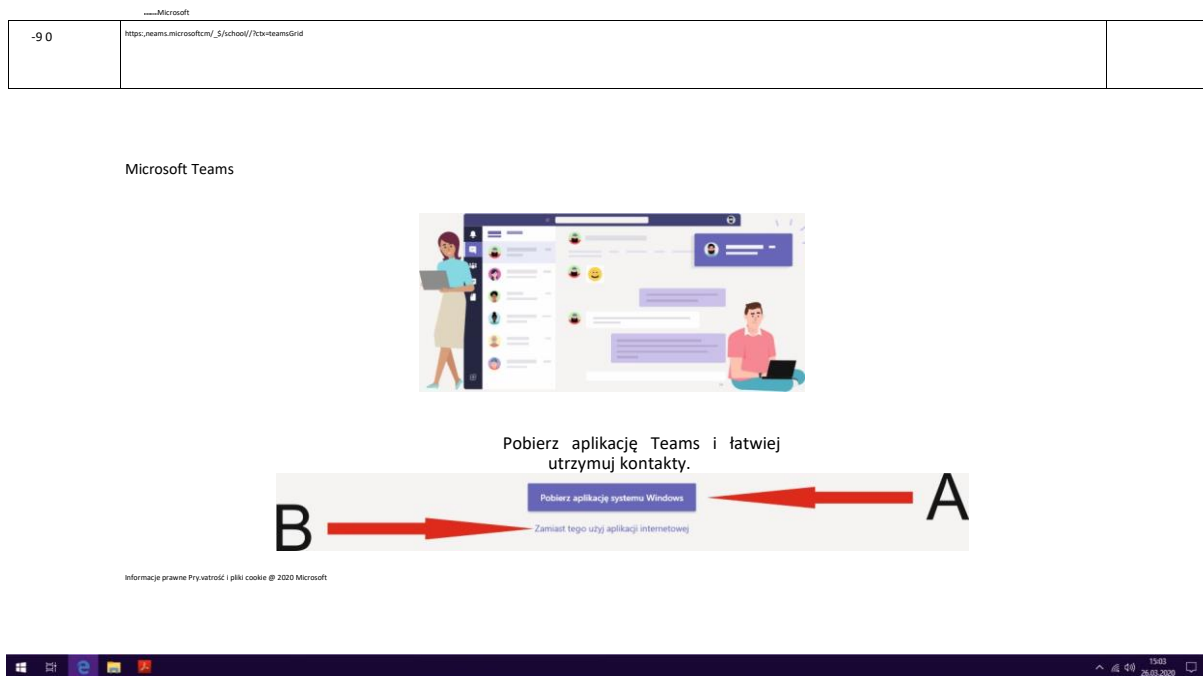 Microsoft
-9 0
https:,neams.microsoftcm/_S/school//?ctx=teamsGrid
Microsoft Teams
Pobierz aplikację Teams i łatwiej
utrzymuj kontakty.
Pobierz aplikację systemu Windows
A
B
Zamiast tego użyj aplikacji internetowej
Informacje prawne Pry.vatrość i pliki cookie @ 2020 Microsoft
15:03
26.03.2020